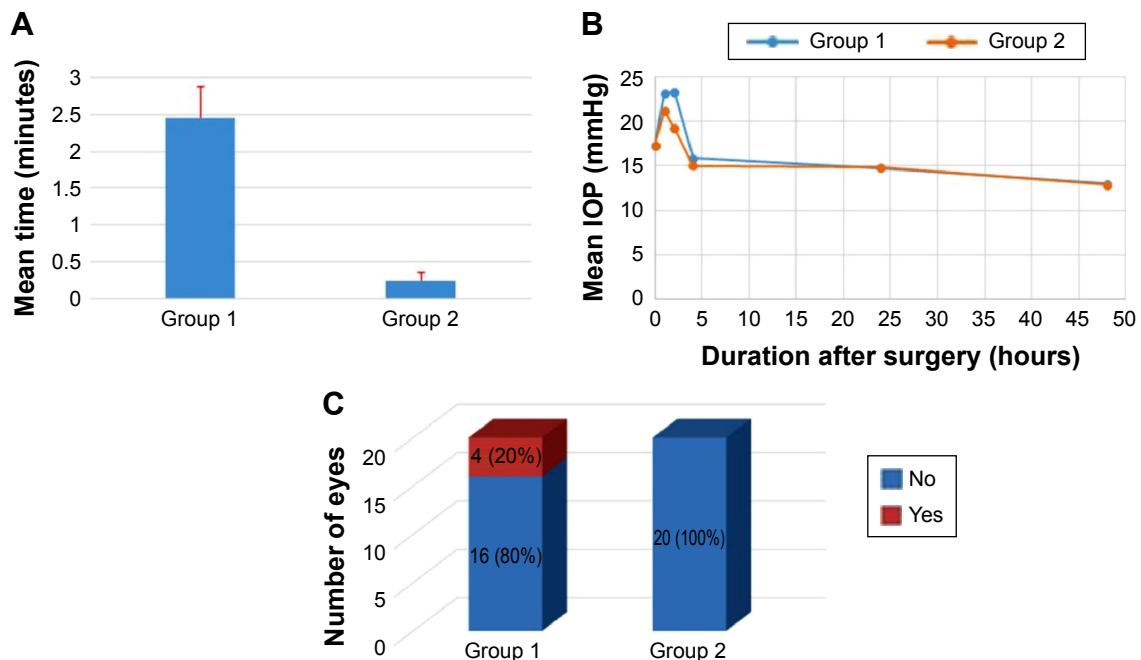 A
Mean time (minutes)
3
2.5
2
1.5
1
0.5
0
Group 1 Group 2
B
Group 1 Group 2
Mean IOP (mmHg)
25
20
15
10
5
0
0 5 10 15 20 25 30 35 40 45 50
Duration after surgery (hours)
C
Number of eyes
20
15
10
5
0
4 (20%)
16 (80%)
20 (100%)
Group 1 Group 2
No
Yes